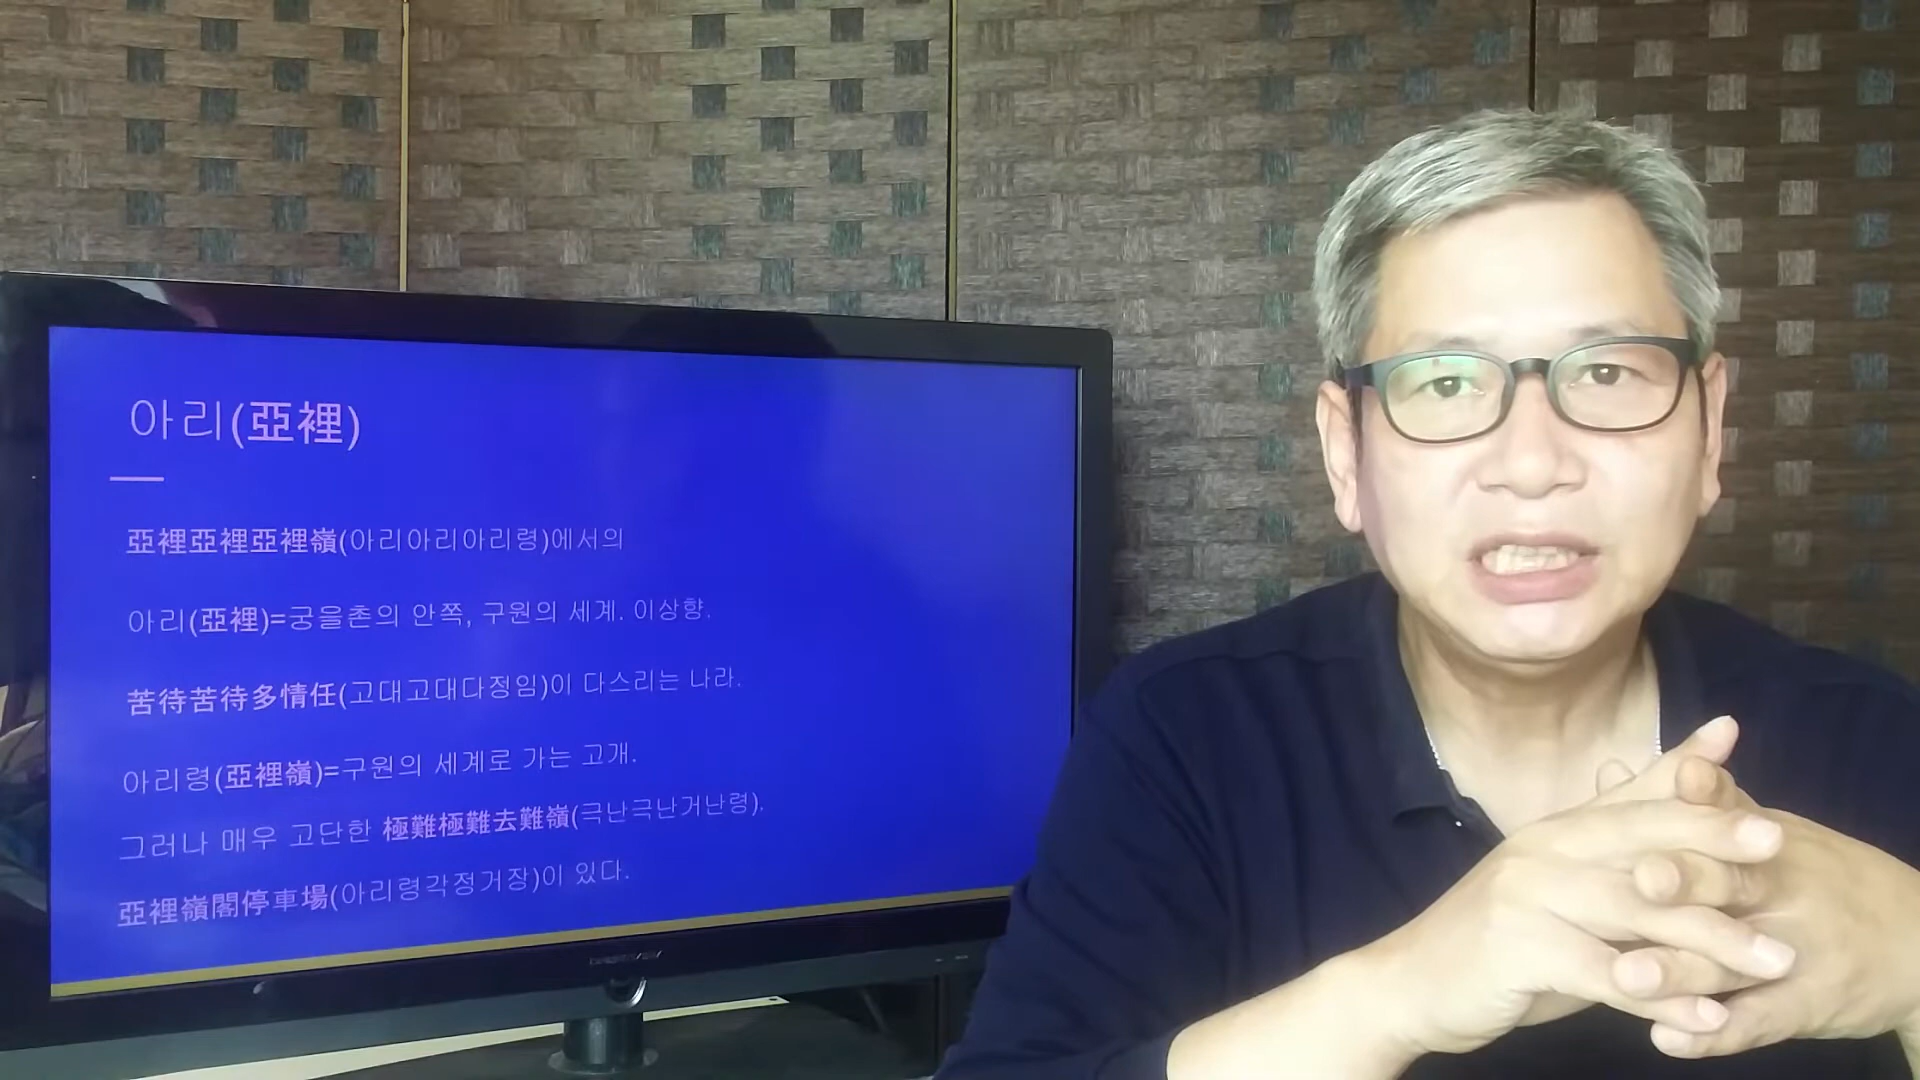 아리(亞裡)
亞裡亞裡亞裡嶺(아리아리아리령)에서의
아리(亞裡)=궁을촌의 안쪽, 구원의 세계. 이상향.
苦待苦待多情任(고대고대다정임)이 다스리는 나라.
아리령(亞裡嶺)=구원의 세계로 가는 고개.
그러나 매우 고단한 極難極難去難嶺(극난극난거난령).
亞裡嶺閣停車場(아리령각정거장)이 있다.